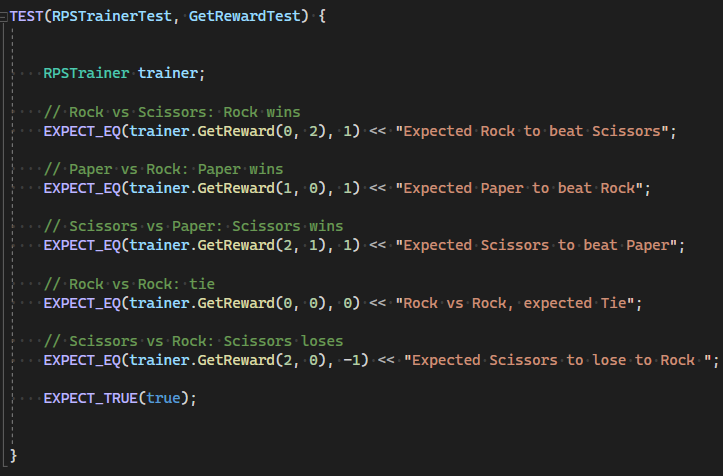 TEST(RPSTrainerTest, GetRewardTest) {
RPSTrainer trainer;
// Rock vs Scissors: Rock wins
EXPECT_EQ(trainer.GetReward(0, 2), 1) << "Expected Rock to beat Scissors";
// Paper vs Rock: Paper wins
EXPECT_EQ(trainer.GetReward(1, 0), 1) << "Expected Paper to beat Rock";
// Scissors vs Paper: Scissors wins
EXPECT_EQ(trainer.GetReward(2, 1), 1) << "Expected Scissors to beat Paper";
// Rock vs Rock: tie
EXPECT_EQ(trainer.GetReward(0, 0), 0) << "Rock vs Rock, expected Tie";
// Scissors vs Rock: Scissors loses
EXPECT_EQ(trainer.GetReward(2, 0), -1) << "Expected Scissors to lose to Rock ";
EXPECT_TRUE(true);
}